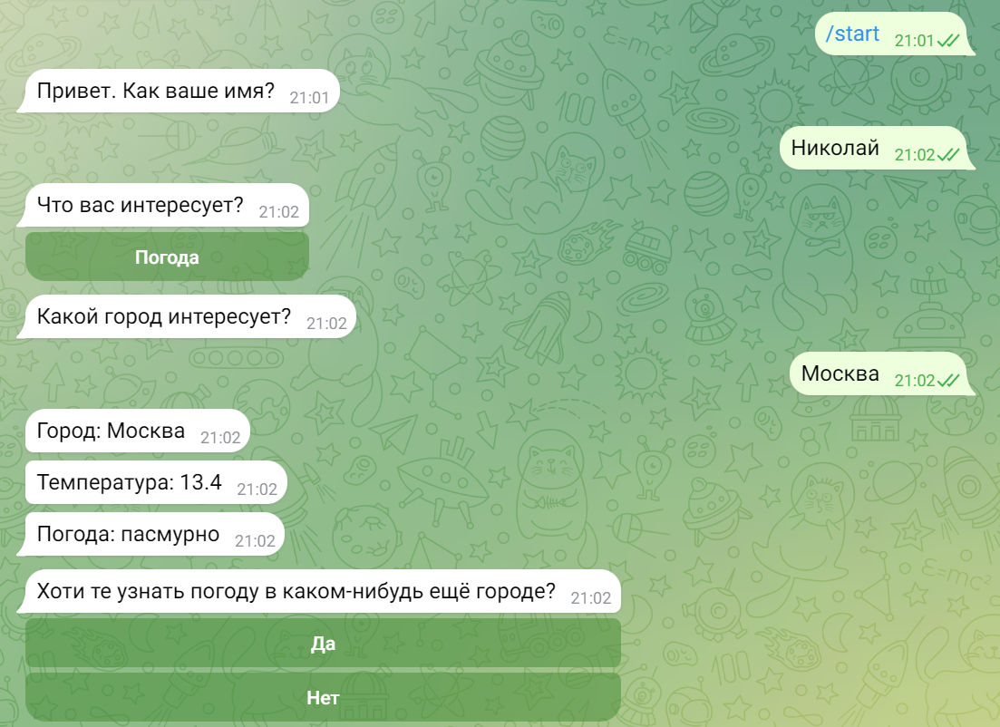 /start 21:01
Привет. Как ваше имя? 21:01
Николай 21:02
Что вас интересует? 21:02
Погода
Какой город интересует? 21:02
Москва 21:02
Город: Москва 21:02
Температура: 13.4 21:02
Погода: пасмурно 21:02
Хоти те узнать погоду в каком-нибудь ещё городе? 21:02
Да
Нет
E=mc²
E=mc²